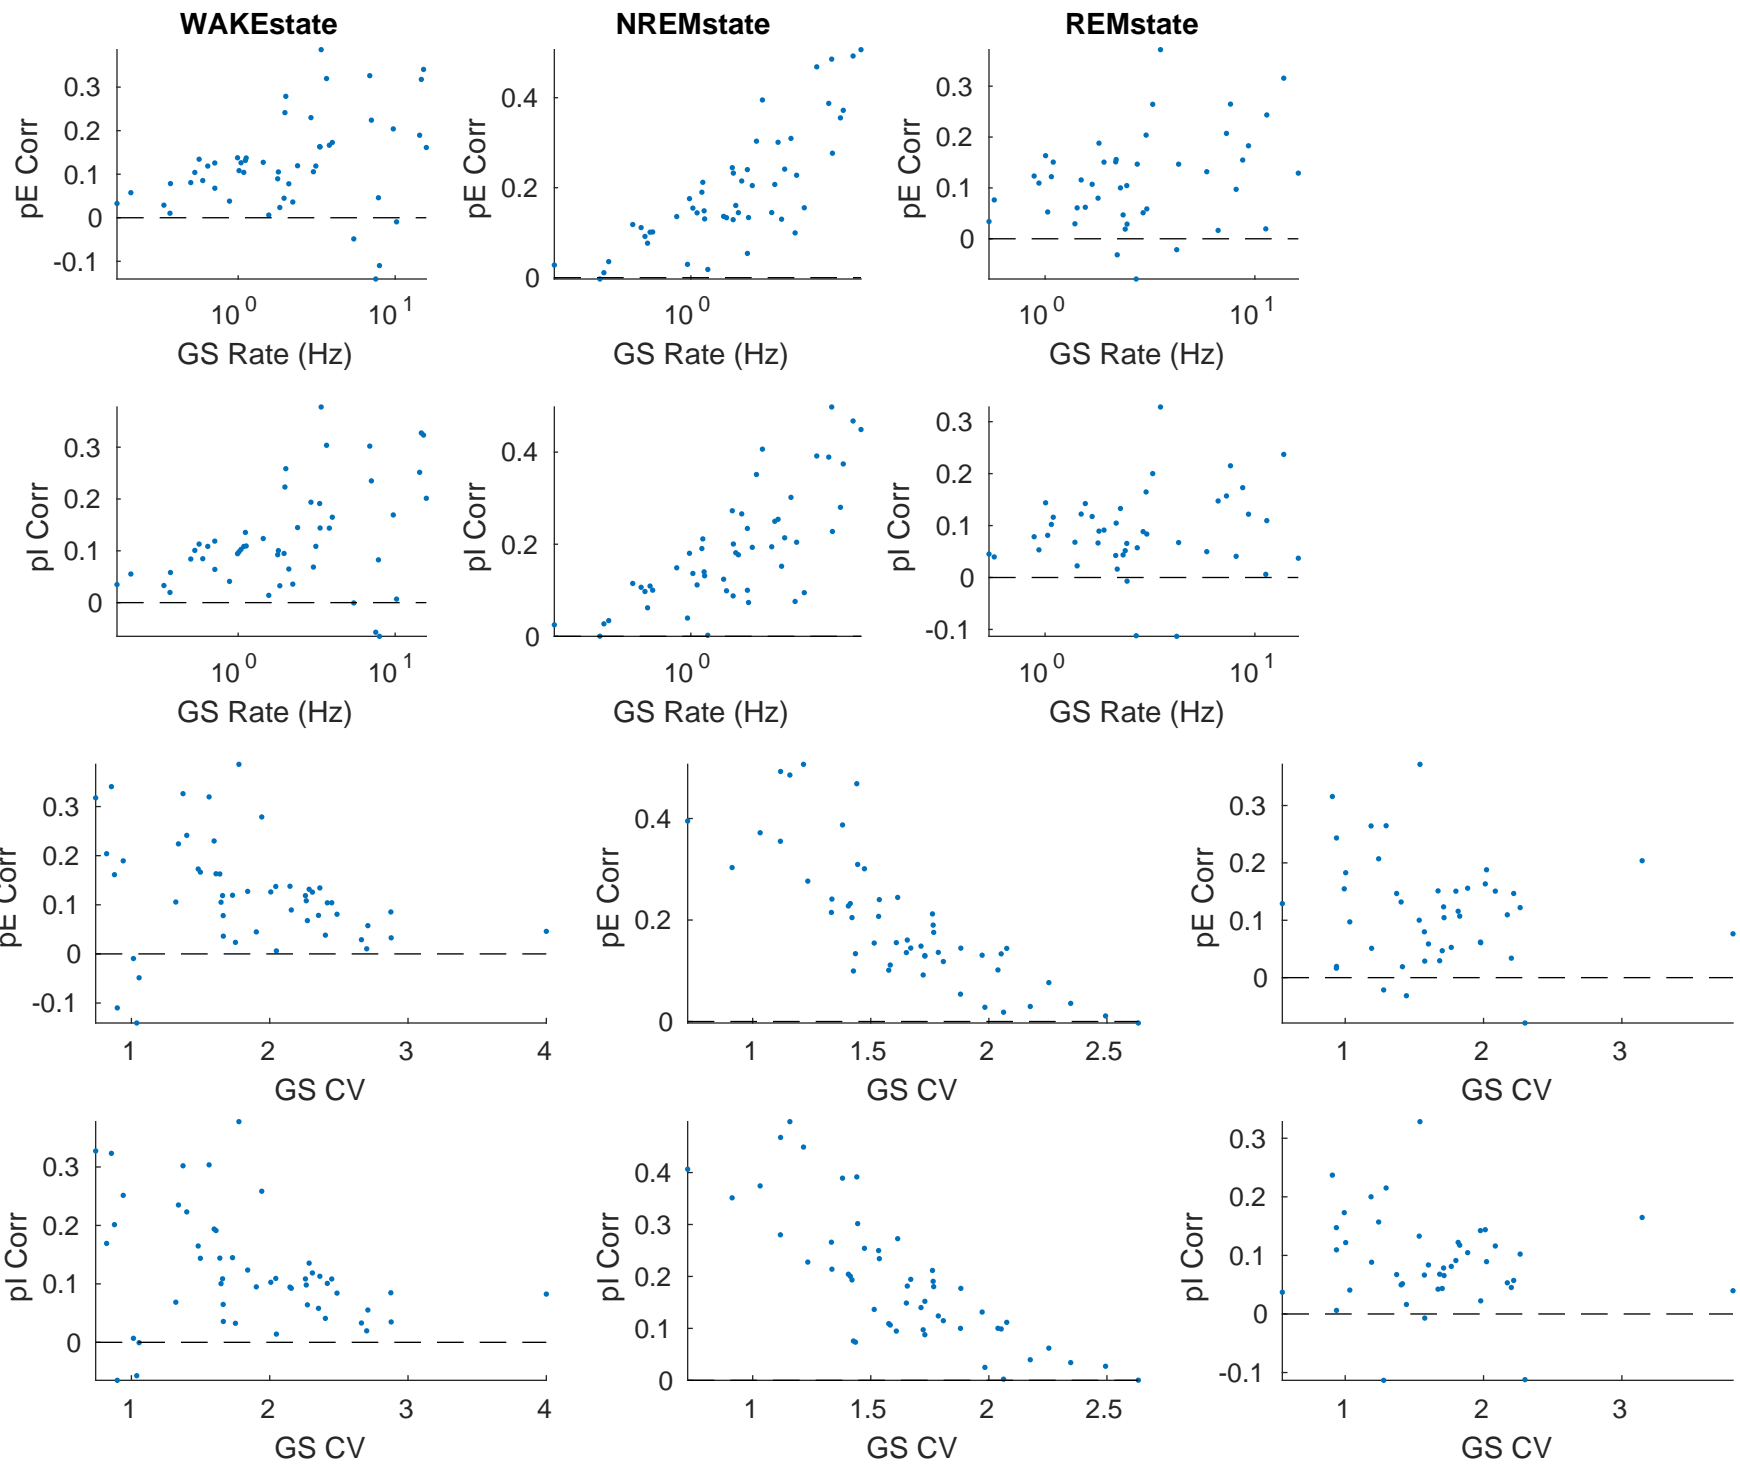 WAKEstate NREMstate REMstate
pE Corr 0.3 0.2 0.1 0 -0.1
10^0 10^1
GS Rate (Hz)
pE Corr 0.4 0.2 0
10^0
GS Rate (Hz)
pE Corr 0.3 0.2 0.1 0
10^0 10^1
GS Rate (Hz)
pI Corr 0.3 0.2 0.1 0
10^0 10^1
GS Rate (Hz)
pI Corr 0.4 0.2 0
10^0
GS Rate (Hz)
pI Corr 0.3 0.2 0.1 0 -0.1
10^0 10^1
GS Rate (Hz)
pE Corr 0.3 0.2 0.1 0 -0.1
1 2 3 4
GS CV
pE Corr 0.4 0.2 0
1 1.5 2 2.5
GS CV
pE Corr 0.3 0.2 0.1 0
1 2 3
GS CV
pI Corr 0.3 0.2 0.1 0
1 2 3 4
GS CV
pI Corr 0.4 0.3 0.2 0.1 0
1 1.5 2 2.5
GS CV
pI Corr 0.3 0.2 0.1 0 -0.1
1 2 3
GS CV